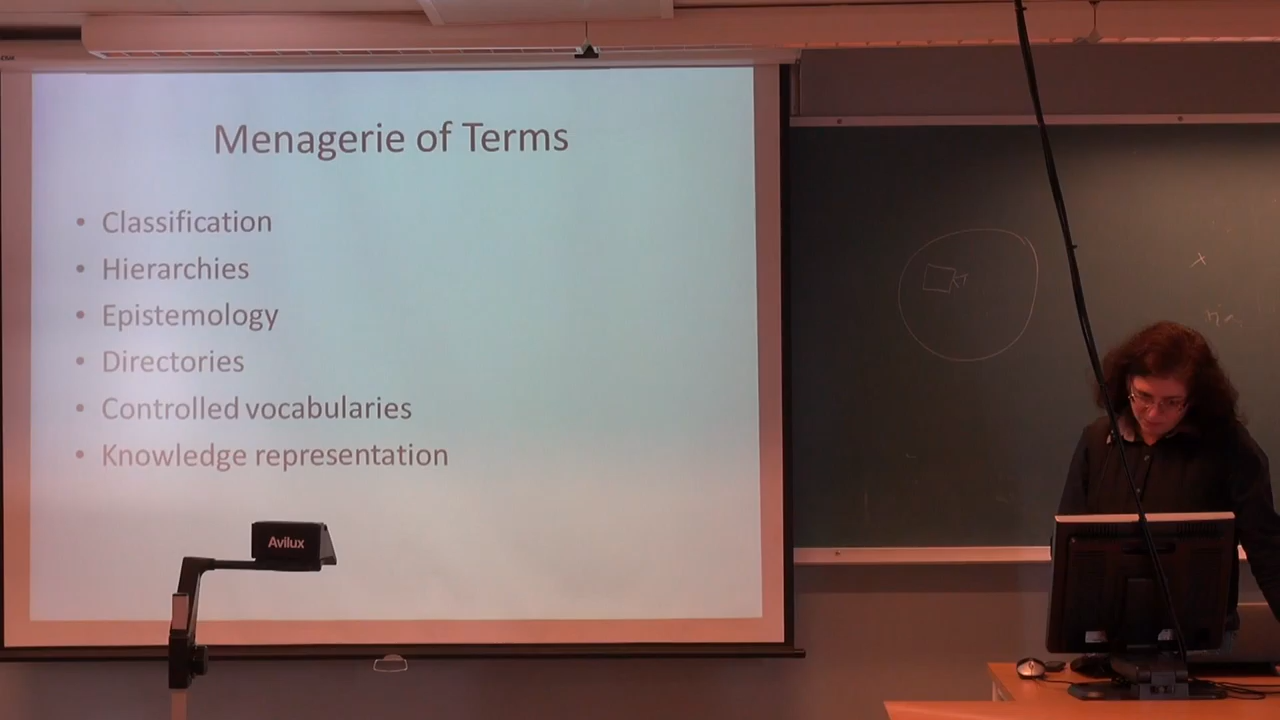 Menagerie of Terms
• Classification
• Hierarchies
• Epistemology
• Directories
• Controlled vocabularies
• Knowledge representation
Avilux